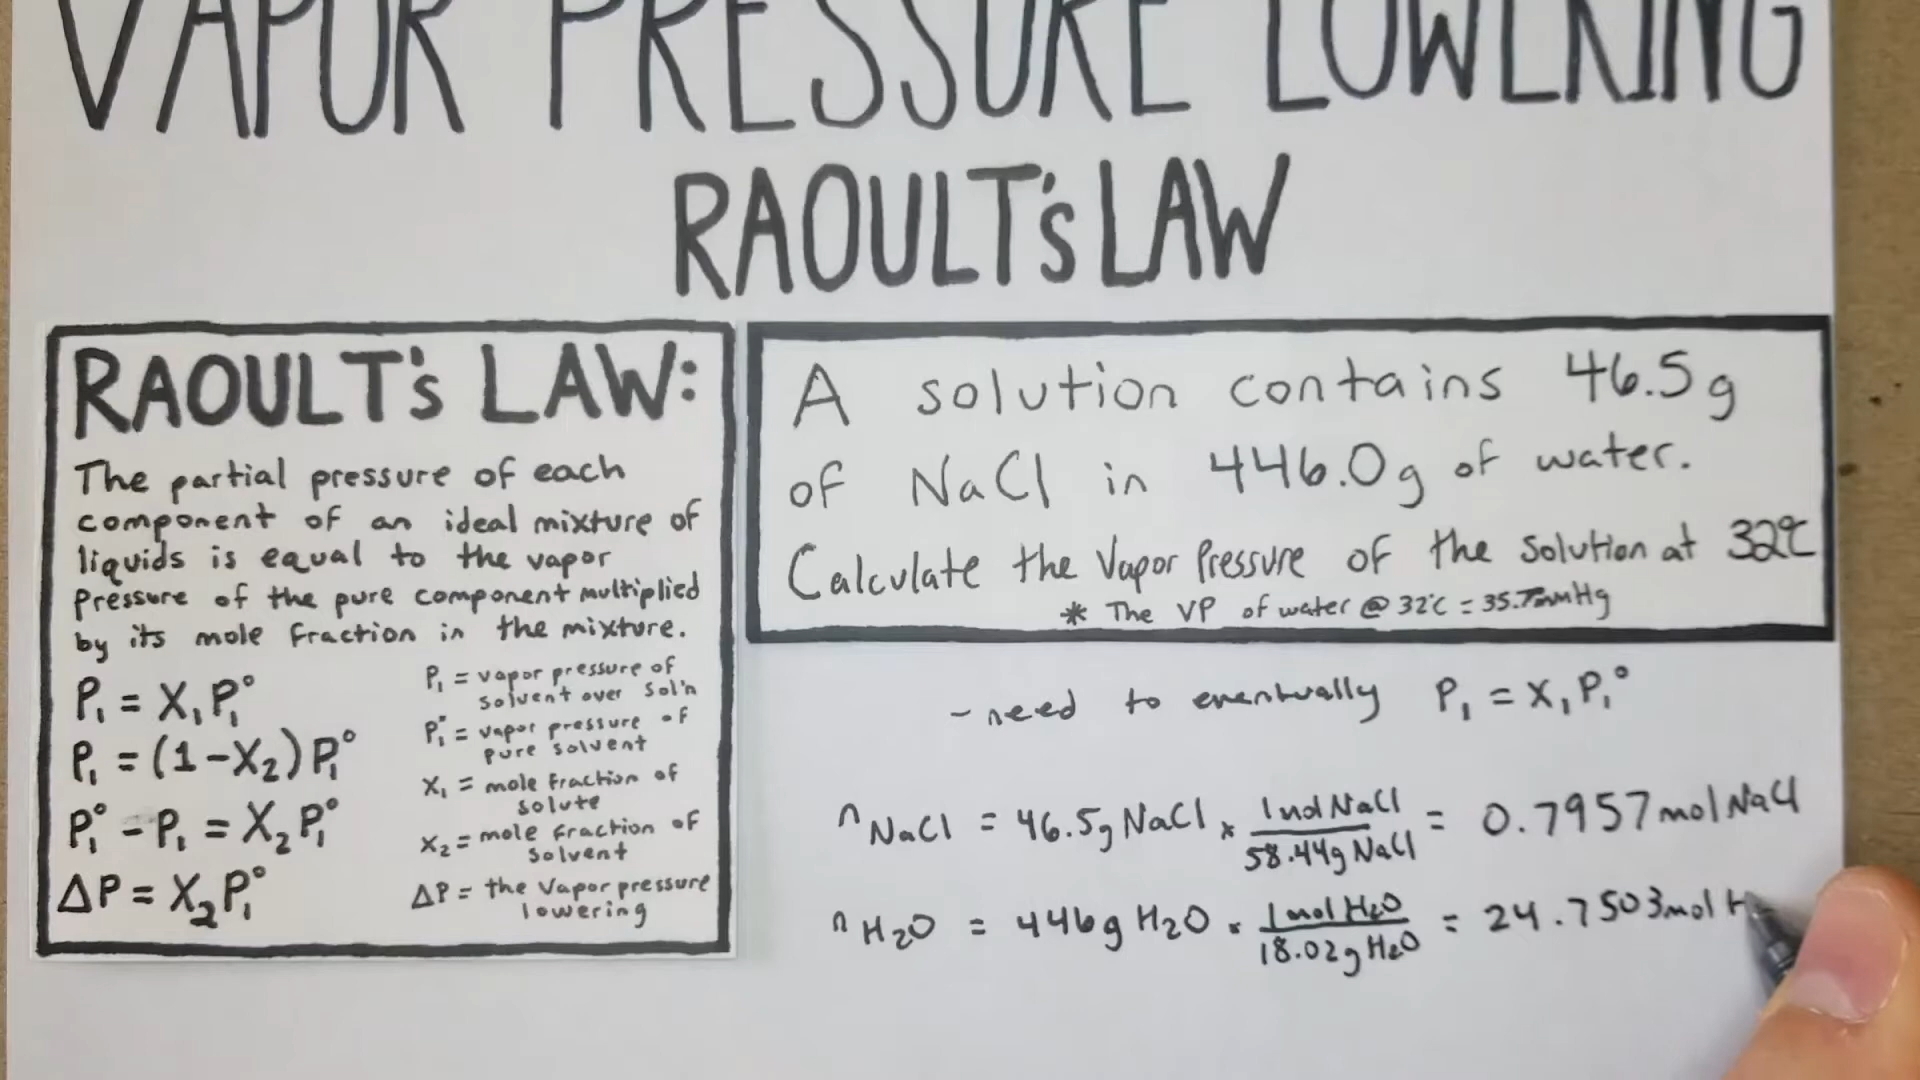 VAPOR PRESSURE LOWERING
RAOULT's LAW
RAOULT's LAW:
The partial pressure of each
component of an ideal mixture of
liquids is equal to the vapor
pressure of the pure component multiplied
by its mole fraction in the mixture.
P₁ = X₁P₁°
P₁ = (1-X₂)P₁°
P₁° - P₁ = X₂P₁°
ΔP = X₂P₁°
P₁ = vapor pressure of
solvent over sol'n
P₁° = vapor pressure of
pure solvent
X₁ = mole fraction of
solute
X₂ = mole fraction of
solvent
ΔP = the vapor pressure
lowering
A solution contains 46.5g
of NaCl in 446.0g of water.
Calculate the Vapor Pressure of the solution at 32°C
* The VP of water @ 32°C = 35.7mmHg
- need to eventually P₁ = X₁P₁°
nNaCl = 46.5g NaCl × 1 mol NaCl / 58.44g NaCl = 0.7957 mol NaCl
nH₂O = 446g H₂O × 1 mol H₂O / 18.02g H₂O = 24.7503 mol H